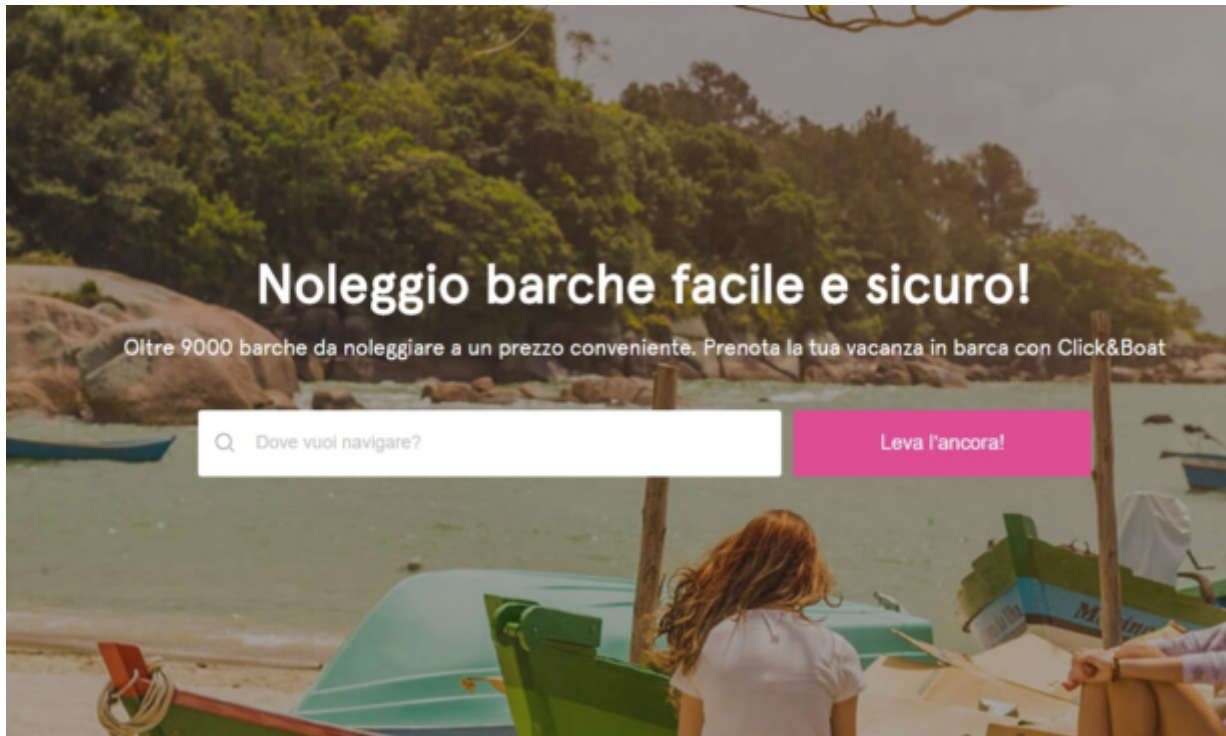 Noleggio barche facile e sicuro!
Oltre 9000 barche da noleggiare a un prezzo conveniente. Prenota la tua vacanza in barca con Click&Boat
Dove vuoi navigare?
Leva l'ancora!